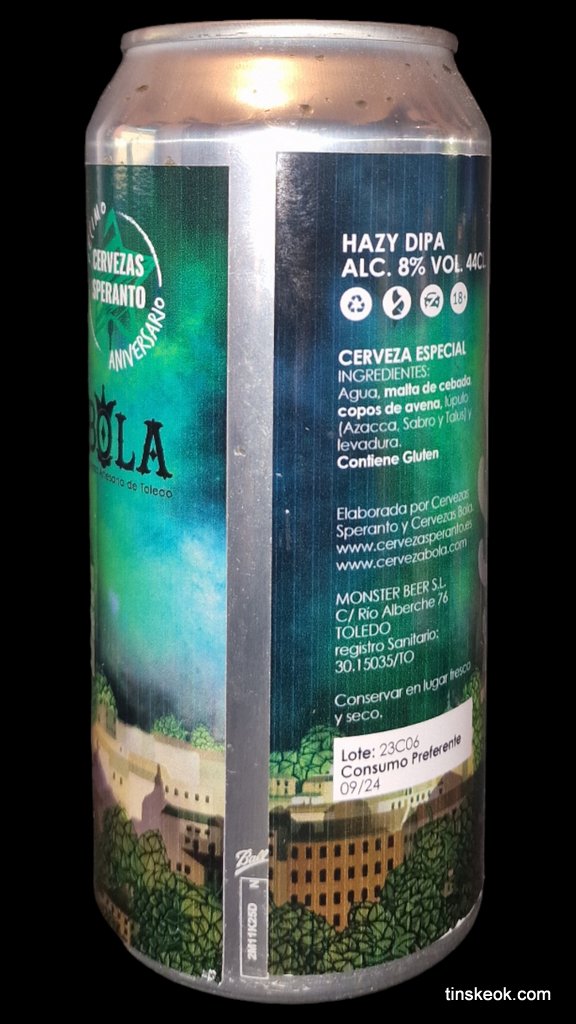 CERVEZAS
SPERANTO
ANIVERSARIO
BOLA
Artesana de Toledo
HAZY DIPA
ALC. 8% VOL. 44CL
18+
CERVEZA ESPECIAL
INGREDIENTES:
Agua, malta de cebada
copos de avena, lúpulo
(Azacca, Sabro y Talus) y
levadura.
Contiene Gluten
Elaborada por Cervezas
Speranto y Cervezas Bola
www.cervezasperanto.es
www.cervezabola.com
MONSTER BEER S.L.
C/ Río Alberche 76
TOLEDO
registro Sanitario:
30.15035/TO
Conservar en lugar fresco
y seco.
Lote: 23C06
Consumo Preferente
09/24
Ball
2M11K25D N
tinskeok.com